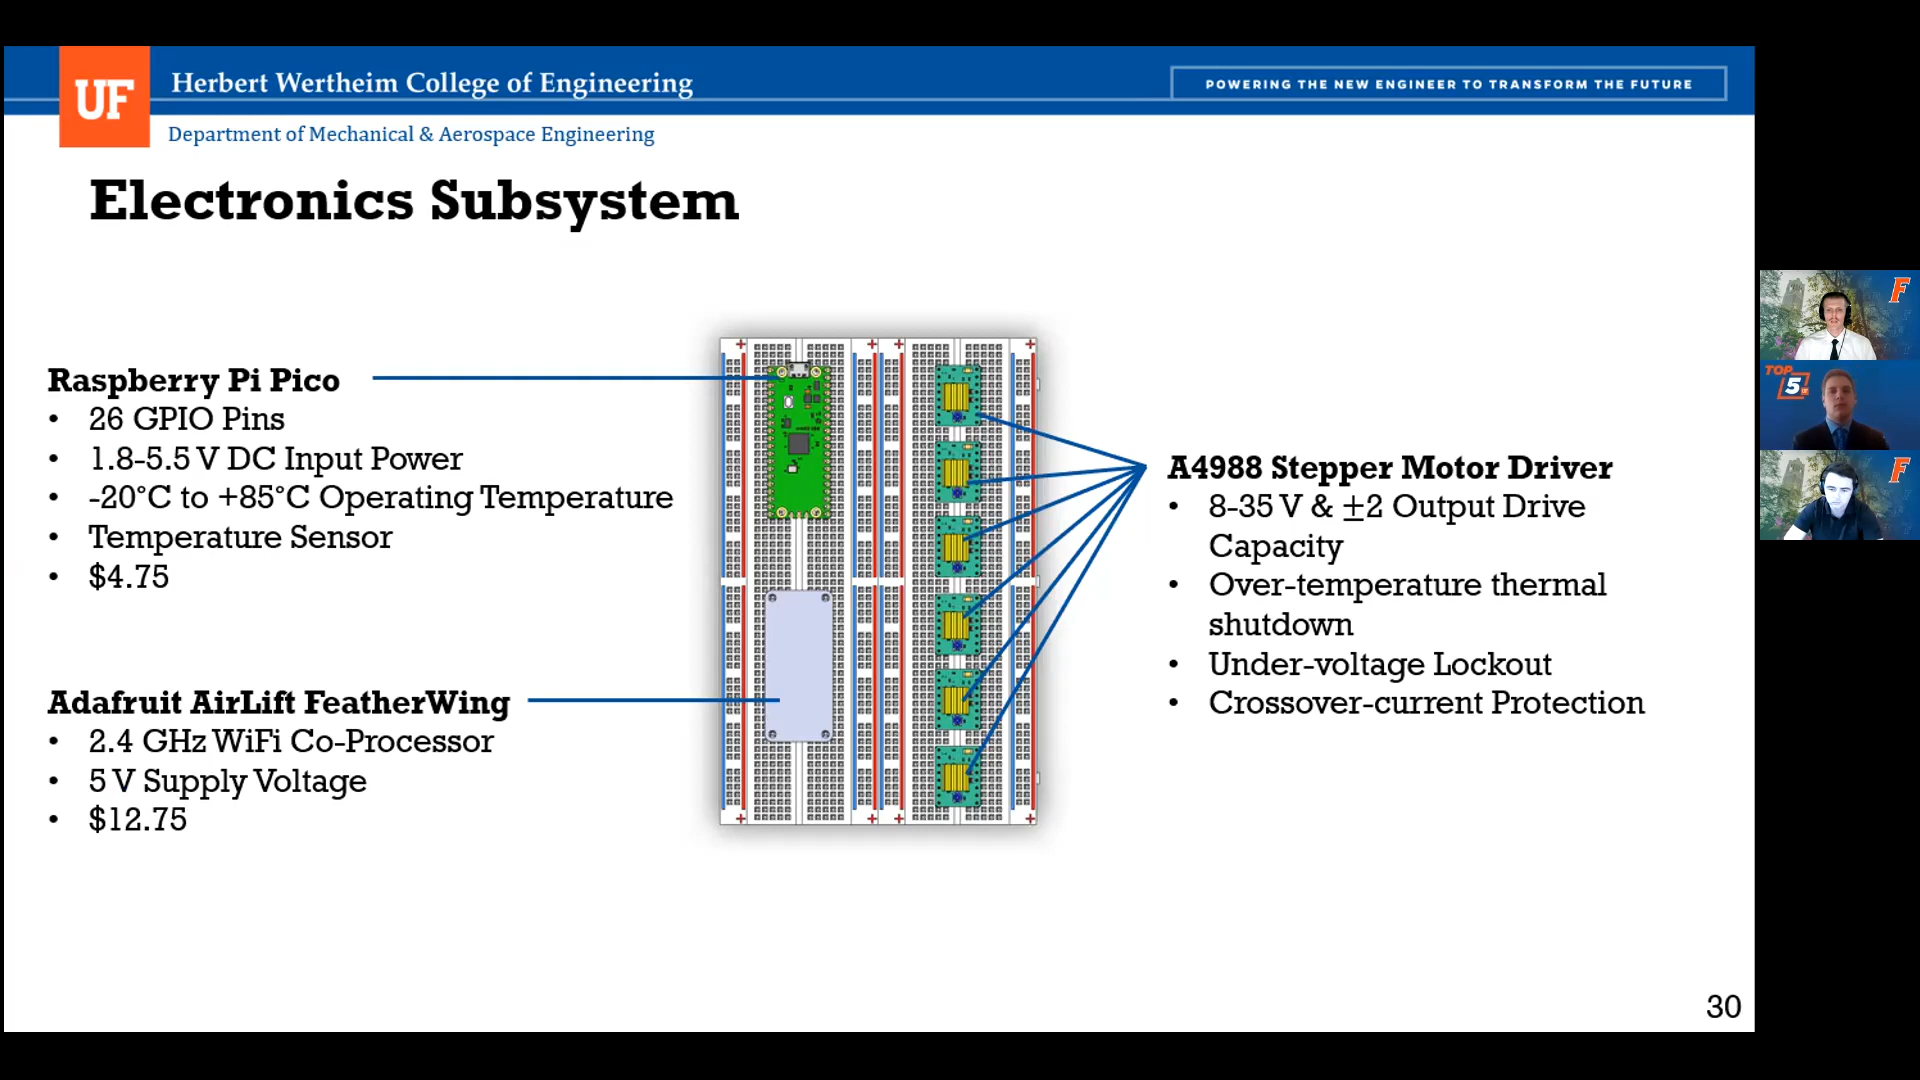 UF
Herbert Wertheim College of Engineering
POWERING THE NEW ENGINEER TO TRANSFORM THE FUTURE
Department of Mechanical & Aerospace Engineering
Electronics Subsystem
Raspberry Pi Pico
• 26 GPIO Pins
• 1.8-5.5 V DC Input Power
• -20°C to +85°C Operating Temperature
• Temperature Sensor
• $4.75
Adafruit AirLift FeatherWing
• 2.4 GHz WiFi Co-Processor
• 5 V Supply Voltage
• $12.75
A4988 Stepper Motor Driver
• 8-35 V & ±2 Output Drive
Capacity
• Over-temperature thermal
shutdown
• Under-voltage Lockout
• Crossover-current Protection
30
F
TOP
5
F